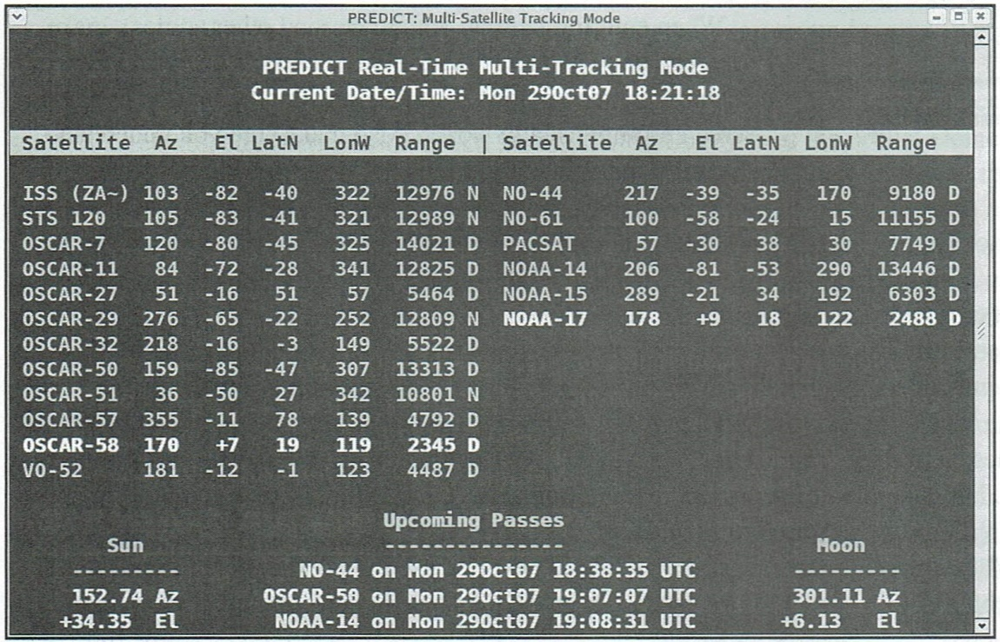 PREDICT: Multi-Satellite Tracking Mode
PREDICT Real-Time Multi-Tracking Mode
Current Date/Time: Mon 29Oct07 18:21:18
Satellite Az El LatN LonW Range | Satellite Az El LatN LonW Range
ISS (ZA~) 103 -82 -40 322 12976 N NO-44 217 -39 -35 170 9180 D
STS 120 105 -83 -41 321 12989 N NO-61 100 -58 -24 15 11155 D
OSCAR-7 120 -80 -45 325 14021 D PACSAT 57 -30 38 30 7749 D
OSCAR-11 84 -72 -28 341 12825 D NOAA-14 206 -81 -53 290 13446 D
OSCAR-27 51 -16 51 57 5464 D NOAA-15 289 -21 34 192 6303 D
OSCAR-29 276 -65 -22 252 12809 N NOAA-17 178 +9 18 122 2488 D
OSCAR-32 218 -16 -3 149 5522 D
OSCAR-50 159 -85 -47 307 13313 D
OSCAR-51 36 -50 27 342 10801 N
OSCAR-57 355 -11 78 139 4792 D
OSCAR-58 170 +7 19 119 2345 D
VO-52 181 -12 -1 123 4487 D
Upcoming Passes
Sun --------------- Moon
--------- NO-44 on Mon 29Oct07 18:38:35 UTC ---------
152.74 Az OSCAR-50 on Mon 29Oct07 19:07:07 UTC 301.11 Az
+34.35 El NOAA-14 on Mon 29Oct07 19:08:31 UTC +6.13 El